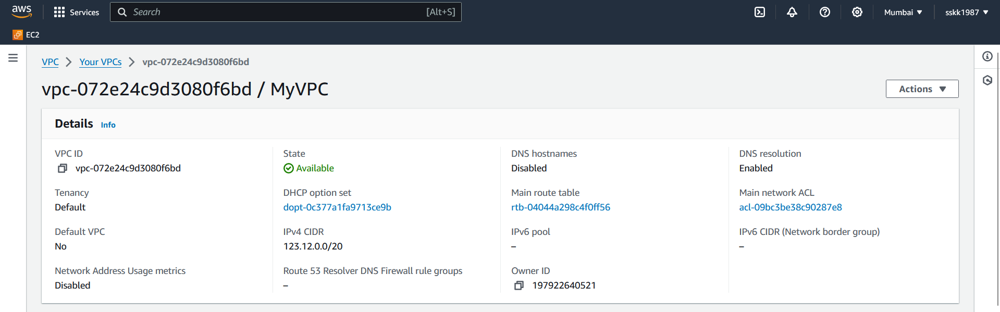 aws Services Search [Alt+S] Mumbai sskk1987
EC2
VPC Your VPCs vpc-072e24c9d3080f6bd
vpc-072e24c9d3080f6bd / MyVPC
Actions
Details Info
VPC ID State DNS hostnames DNS resolution
vpc-072e24c9d3080f6bd Available Disabled Enabled
Tenancy DHCP option set Main route table Main network ACL
Default dopt-0c377a1fa9713ce9b rtb-04044a298c4f0ff56 acl-09bc3be38c90287e8
Default VPC IPv4 CIDR IPv6 pool IPv6 CIDR (Network border group)
No 123.12.0.0/20 – –
Network Address Usage metrics Route 53 Resolver DNS Firewall rule groups Owner ID
Disabled – 197922640521